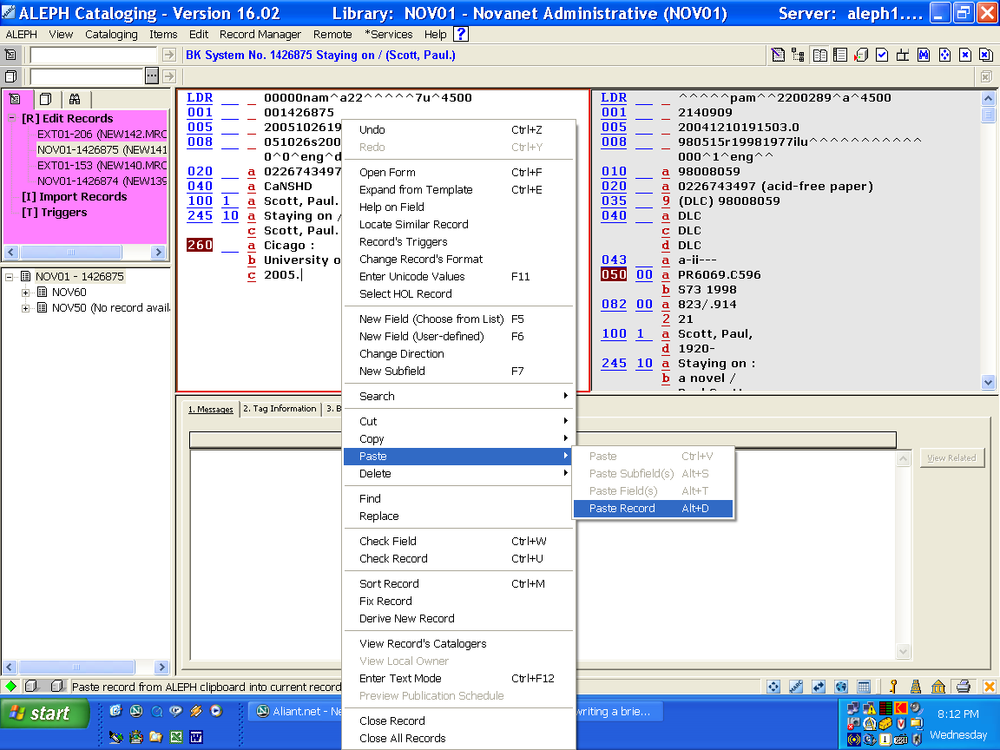 ALEPH Cataloging - Version 16.02 Library: NOV01 - Novanet Administrative (NOV01) Server: aleph1....
ALEPH View Cataloging Items Edit Record Manager Remote *Services Help ?
BK System No. 1426875 Staying on / (Scott, Paul.)
[R] Edit Records
EXT01-206 (NEW142.MRC
NOV01-1426875 (NEW141
EXT01-153 (NEW140.MRC
NOV01-1426874 (NEW139
[I] Import Records
[T] Triggers
NOV01 - 1426875
NOV60
NOV50 (No record avail
LDR 00000nam^a22^^^^^7u^4500
001 001426875
005 2005102619
008 051026s200
0^0^eng^d
020 a 0226743497
040 a CaNSHD
100 1 a Scott, Paul.
245 10 a Staying on /
c Scott, Paul.
260 a Cicago :
b University o
c 2005.
LDR ^^^^^pam^^2200289^a^4500
001 2140909
005 20041210191503.0
008 980515r19981977ilu^^^^^^^^^^^
000^1^eng^^
010 a 98008059
020 a 0226743497 (acid-free paper)
035 9 (DLC) 98008059
040 a DLC
c DLC
d DLC
043 a a-ii---
050 00 a PR6069.C596
b S73 1998
082 00 a 823/.914
2 21
100 1 a Scott, Paul,
d 1920-
245 10 a Staying on :
b a novel /
Undo Ctrl+Z
Redo Ctrl+Y
Open Form Ctrl+F
Expand from Template Ctrl+E
Help on Field
Locate Similar Record
Record's Triggers
Change Record's Format
Enter Unicode Values F11
Select HOL Record
New Field (Choose from List) F5
New Field (User-defined) F6
Change Direction
New Subfield F7
Search
Cut
Copy
Paste
Delete
Find
Replace
Check Field Ctrl+W
Check Record Ctrl+U
Sort Record Ctrl+M
Fix Record
Derive New Record
View Record's Catalogers
View Local Owner
Enter Text Mode Ctrl+F12
Preview Publication Schedule
Close Record
Close All Records
Paste Ctrl+V
Paste Subfield(s) Alt+S
Paste Field(s) Alt+T
Paste Record Alt+D
1. Messages 2. Tag Information 3. B
View Related
Paste record from ALEPH clipboard into current record
start
Aliant.net - Ne
writing a brie...
8:12 PM
Wednesday